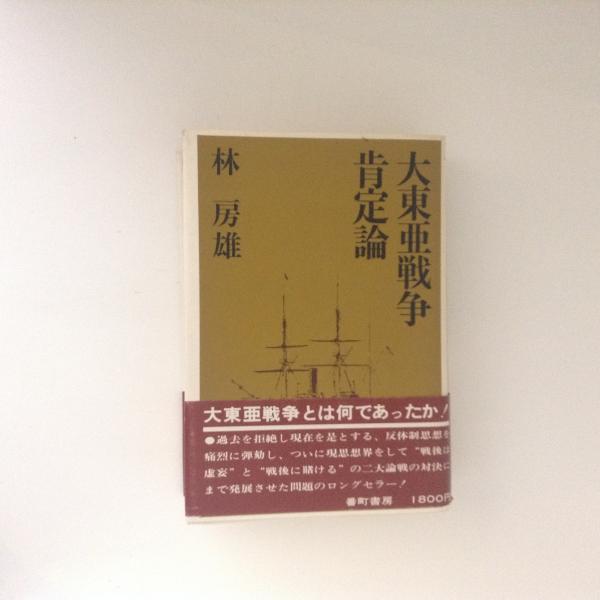 大東亜戦争
肯定論
林 房雄
大東亜戦争とは何であったか!
●過去を拒絶し現在を是とする、反体制思想を
痛烈に弾劾し、ついに現思想界をして“戦後は
虚妄”と“戦後に賭ける”の二大論戦の対決に
まで発展させた問題のロングセラー!
番町書房 1800円